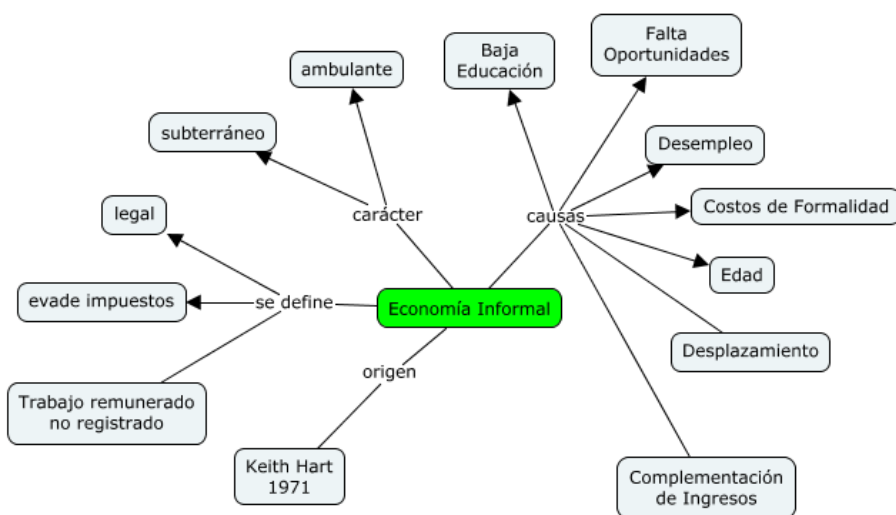 Falta
Oportunidades
Baja
Educación
ambulante
subterráneo
Desempleo
legal
carácter
causas
Costos de Formalidad
Edad
evade impuestos
se define
Economía Informal
Desplazamiento
origen
Trabajo remunerado
no registrado
Keith Hart
1971
Complementación
de Ingresos